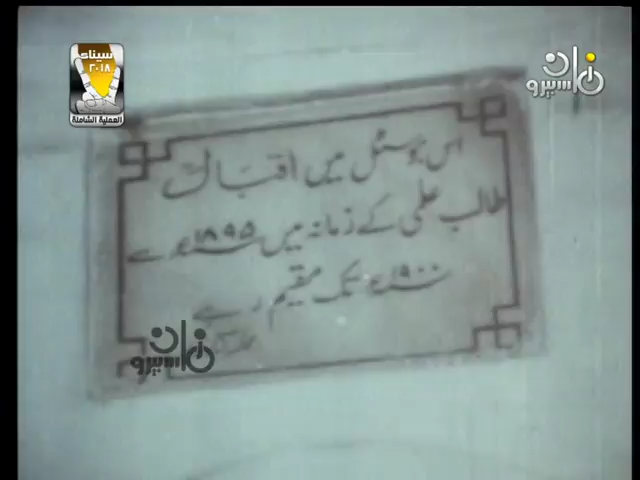 سيناء
٢٠١٨
العملية الشاملة
ماسبيرو
زمان
اس ہوسٹل میں اقبال
طالب علمی کے زمانہ میں ۱۸۹۵ء سے
۱۹۰۰ء تک مقیم رہے
ماسبيرو
زمان